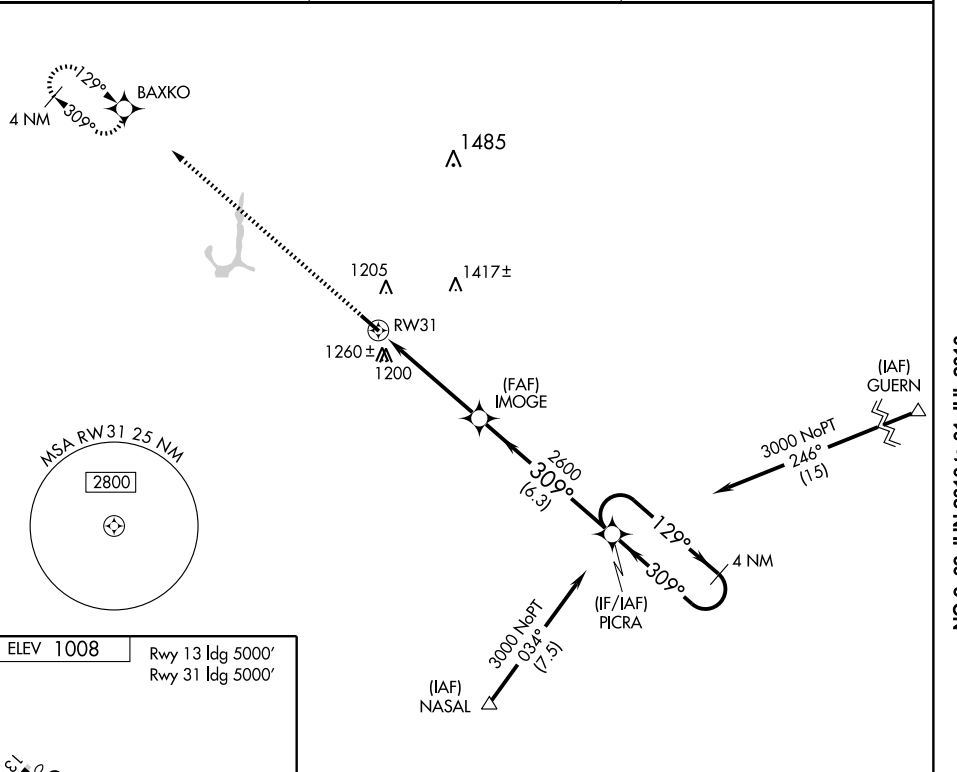 BAXKO
129°
309°
4 NM
1485
1205
1417±
RW31
1260±
1200
(FAF)
IMOGE
(IAF)
GUERN
3000 NoPT
246°
(15)
2600
309°
(6.3)
129°
309°
4 NM
(IF/IAF)
PICRA
3000 NoPT
034°
(7.5)
(IAF)
NASAL
MSA RW31 25 NM
2800
ELEV 1008
Rwy 13 ldg 5000'
Rwy 31 ldg 5000'
13